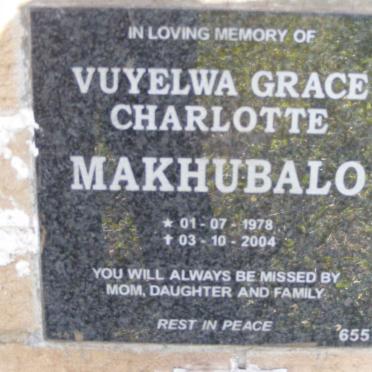 IN LOVING MEMORY OF
VUYELWA GRACE
CHARLOTTE
MAKHUBALO
★ 01 - 07 - 1978
✝ 03 - 10 - 2004
YOU WILL ALWAYS BE MISSED BY
MOM, DAUGHTER AND FAMILY
REST IN PEACE
655